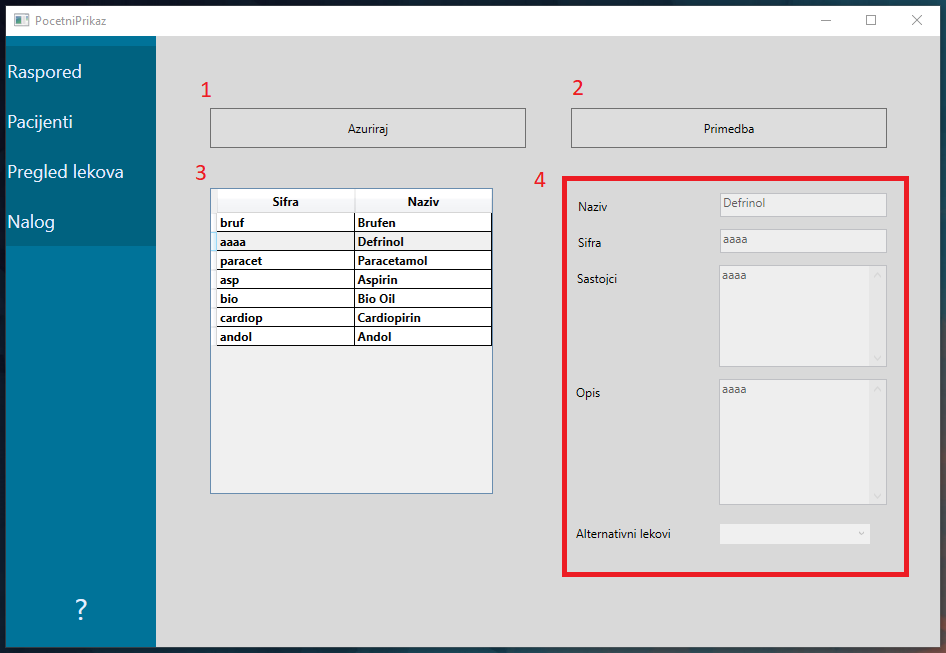 PocetniPrikaz
Raspored
Pacijenti
Pregled lekova
Nalog
?
1
2
Azuriraj
Primedba
3
4
Sifra Naziv
bruf Brufen
aaaa Defrinol
paracet Paracetamol
asp Aspirin
bio Bio Oil
cardiop Cardiopirin
andol Andol
Naziv Defrinol
Sifra aaaa
Sastojci aaaa
Opis aaaa
Alternativni lekovi